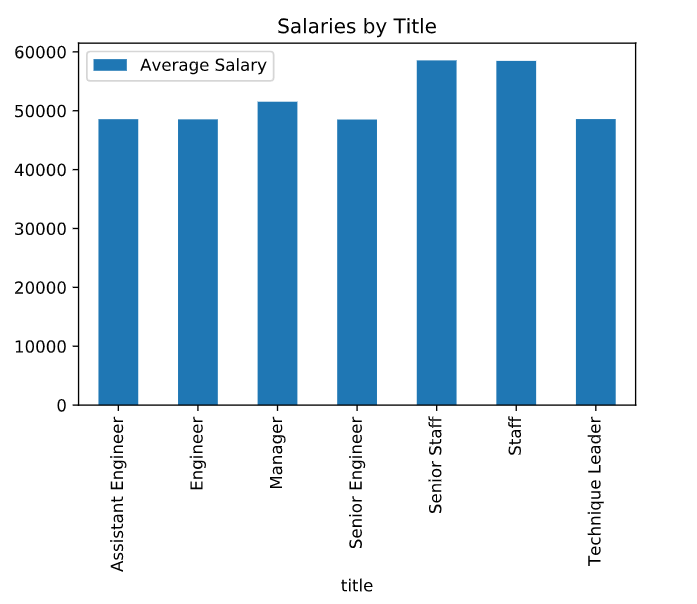 Salaries by Title
Average Salary
60000
50000
40000
30000
20000
10000
0
Assistant Engineer
Engineer
Manager
Senior Engineer
Senior Staff
Staff
Technique Leader
title